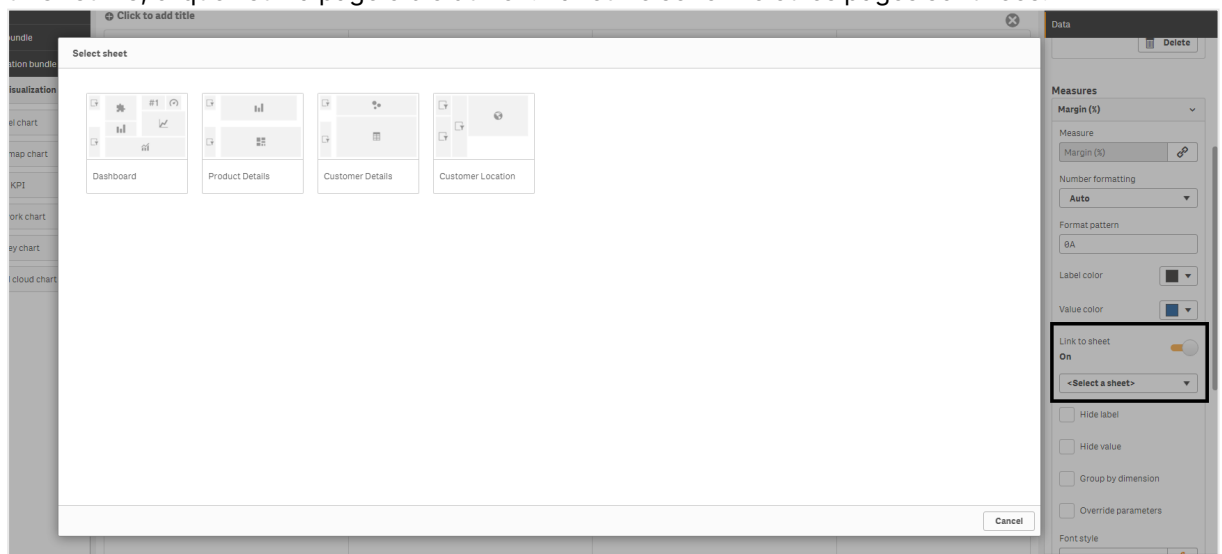 Click to add title
Data
undle
Delete
ation bundle
Select sheet
isualization
el chart
map chart
KPI
ork chart
ey chart
cloud chart
#1
Dashboard
Product Details
Customer Details
Customer Location
Cancel
Measures
Margin (%)
Measure
Margin (%)
Number formatting
Auto
Format pattern
0A
Label color
Value color
Link to sheet
On
<Select a sheet>
Hide label
Hide value
Group by dimension
Override parameters
Font style